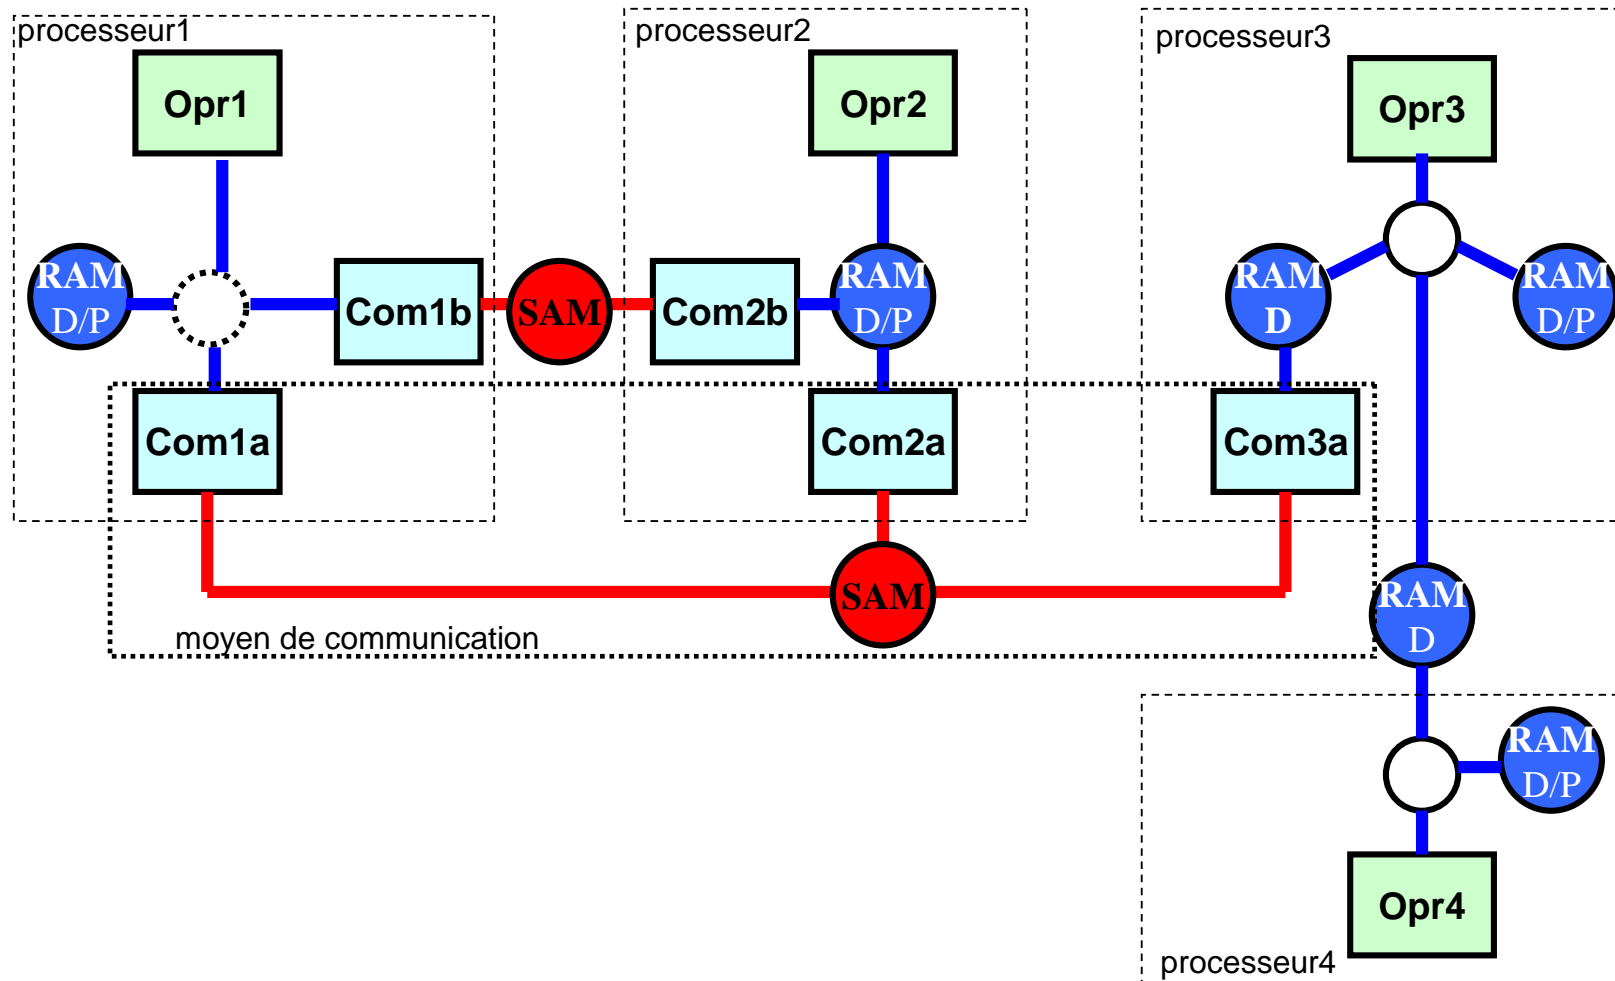 processeur1
processeur2
processeur3
Opr1
Opr2
Opr3
RAM
D/P
Com1b
SAM
Com2b
RAM
D/P
RAM
D
RAM
D/P
Com1a
Com2a
Com3a
SAM
RAM
D
moyen de communication
RAM
D/P
Opr4
processeur4